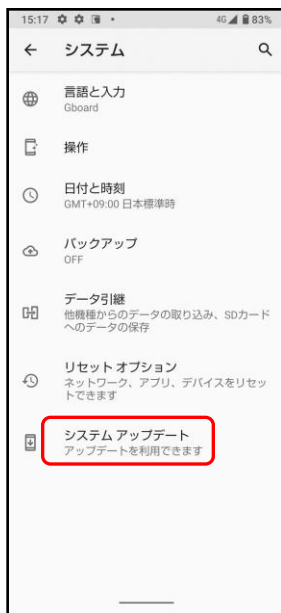 15:17 4G 83%
システム
言語と入力
Gboard
操作
日付と時刻
GMT+09:00 日本標準時
バックアップ
OFF
データ引継
他機種からのデータの取り込み、SDカード
へのデータの保存
リセット オプション
ネットワーク、アプリ、デバイスをリセッ
トできます
システム アップデート
アップデートを利用できます